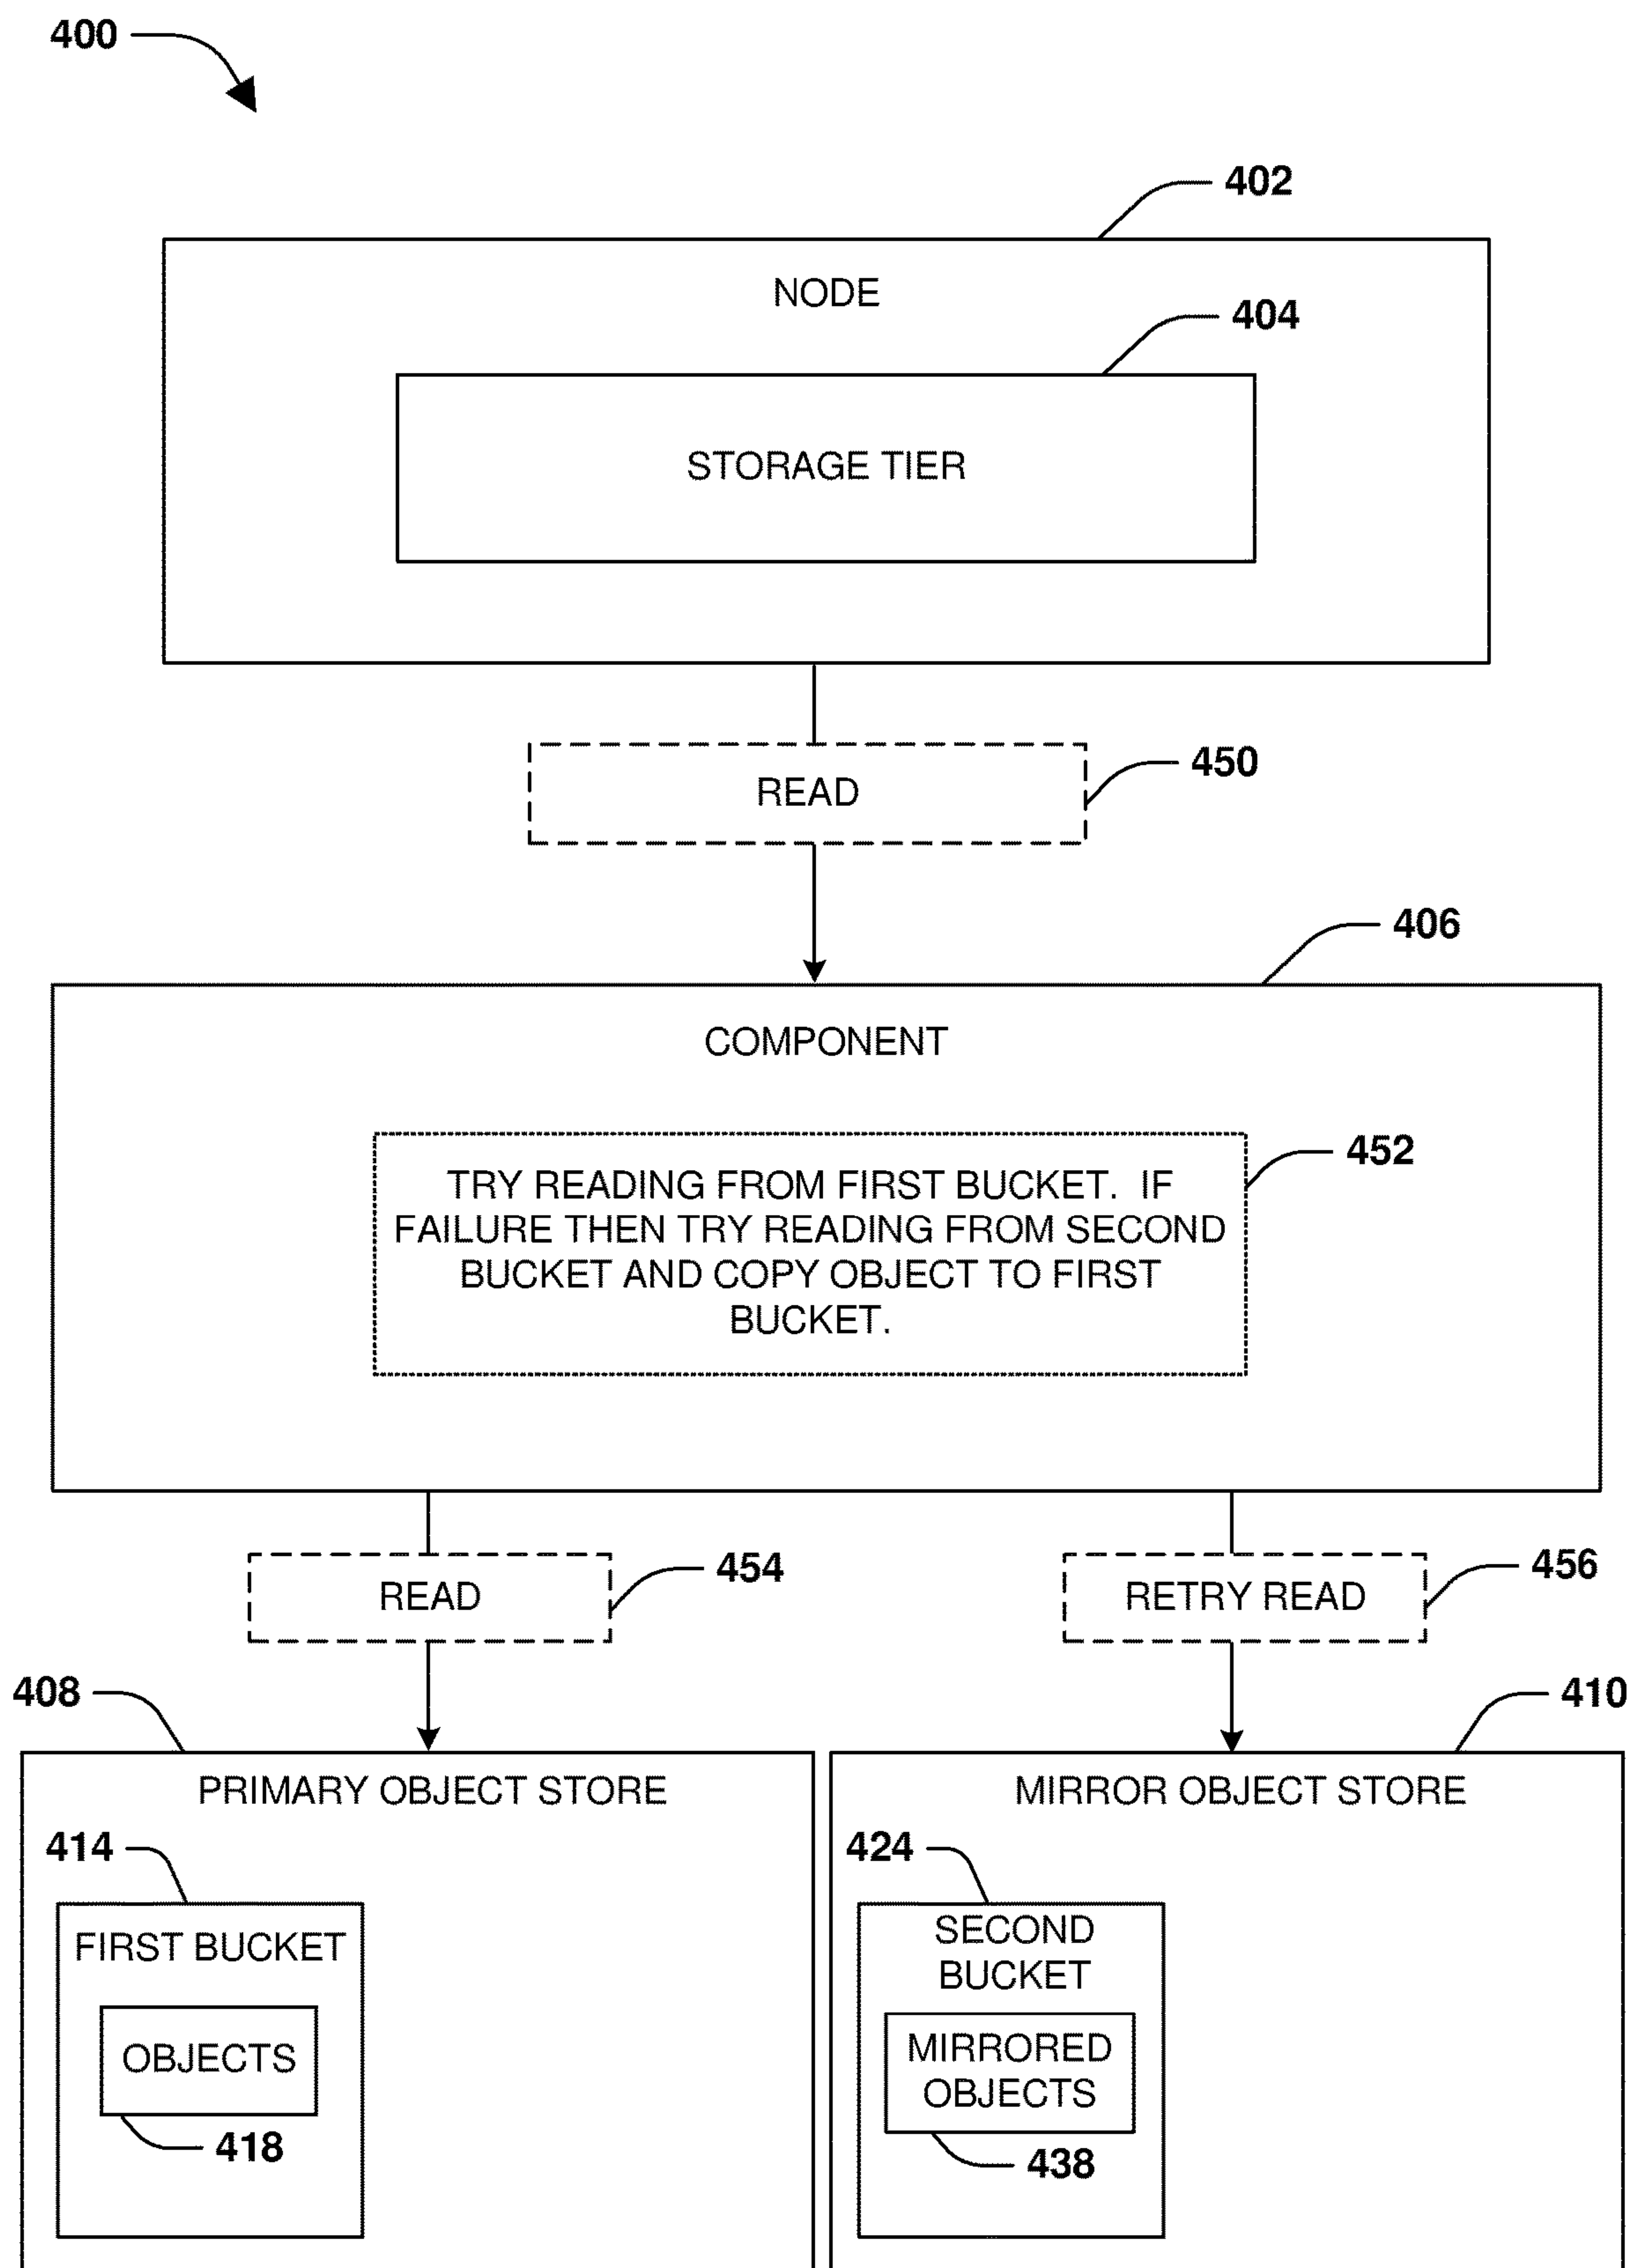 400
402
NODE
404
STORAGE TIER
READ
450
406
COMPONENT
452
TRY READING FROM FIRST BUCKET.  IF
FAILURE THEN TRY READING FROM SECOND
BUCKET AND COPY OBJECT TO FIRST
BUCKET.
READ
454
RETRY READ
456
408
410
PRIMARY OBJECT STORE
MIRROR OBJECT STORE
414
FIRST BUCKET
OBJECTS
418
424
SECOND
BUCKET
MIRRORED
OBJECTS
438